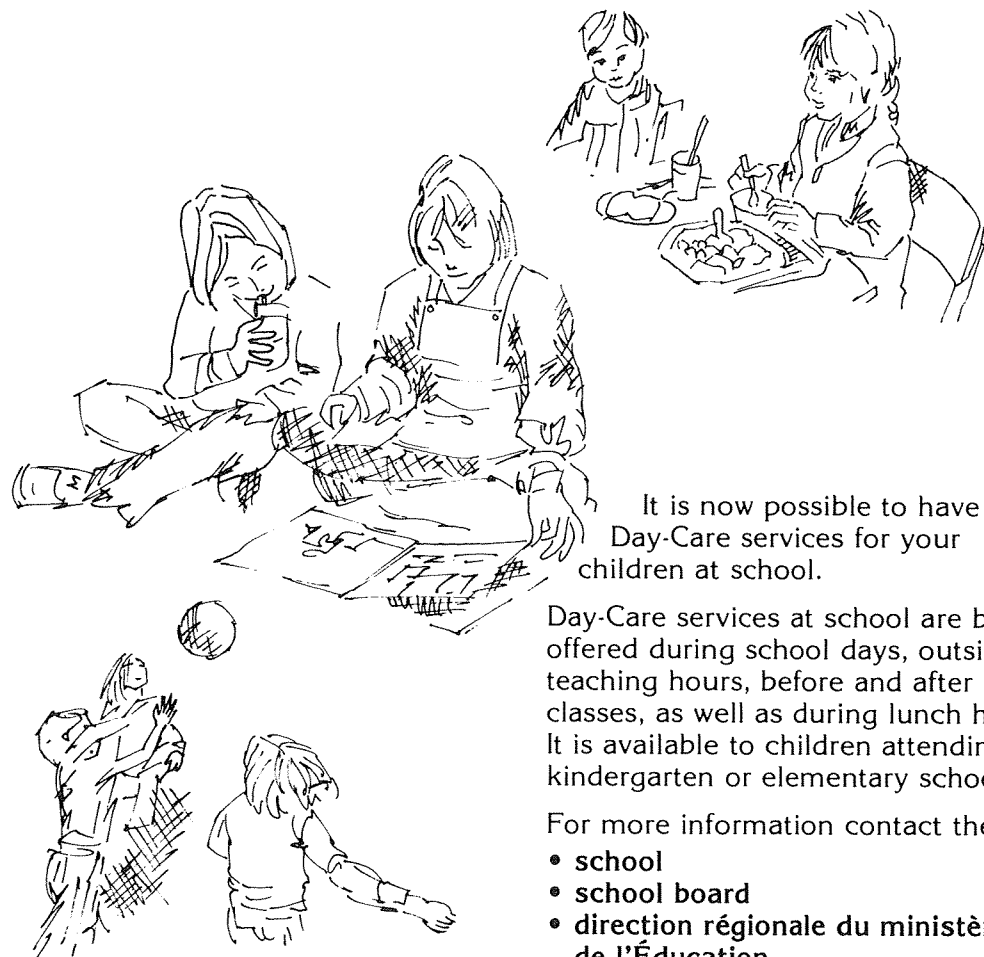 It is now possible to have
Day-Care services for your
children at school.
Day-Care services at school are b
offered during school days, outsi
teaching hours, before and after
classes, as well as during lunch h
It is available to children attendin
kindergarten or elementary schoo
For more information contact the
• school
• school board
• direction régionale du ministè
de l'Éducation